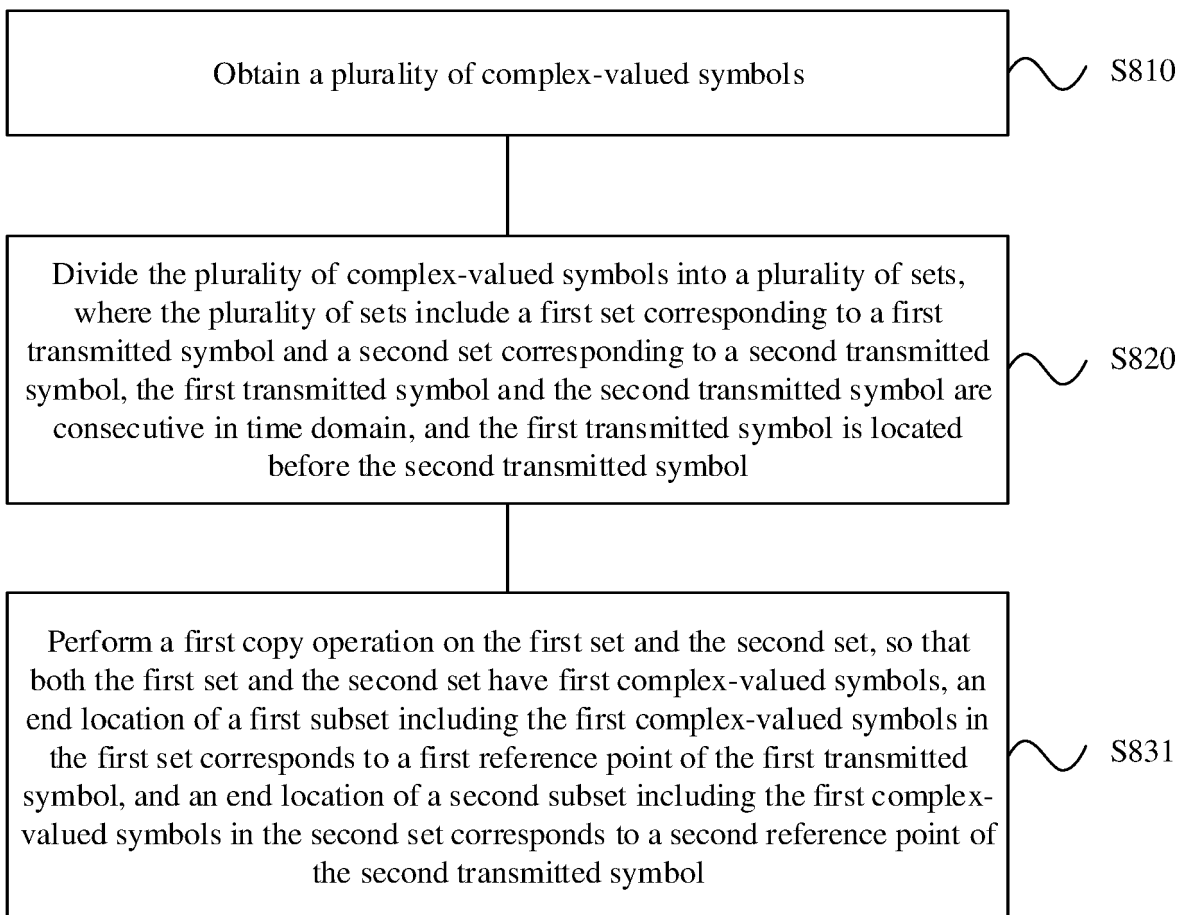 Obtain a plurality of complex-valued symbols
S810
Divide the plurality of complex-valued symbols into a plurality of sets,
where the plurality of sets include a first set corresponding to a first
transmitted symbol and a second set corresponding to a second transmitted
symbol, the first transmitted symbol and the second transmitted symbol are
consecutive in time domain, and the first transmitted symbol is located
before the second transmitted symbol
S820
Perform a first copy operation on the first set and the second set, so that
both the first set and the second set have first complex-valued symbols, an
end location of a first subset including the first complex-valued symbols in
the first set corresponds to a first reference point of the first transmitted
symbol, and an end location of a second subset including the first complex-
valued symbols in the second set corresponds to a second reference point of
the second transmitted symbol
S831